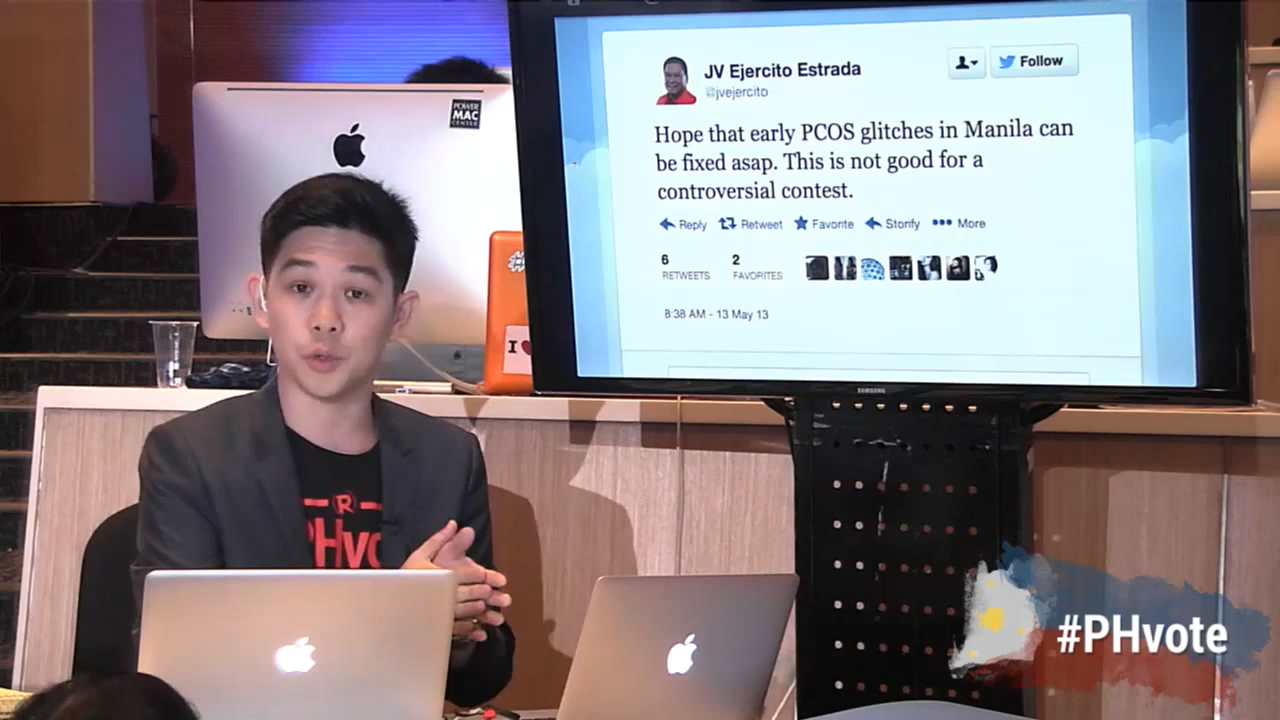 POWER
MAC
CENTER
JV Ejercito Estrada
@jvejercito
Follow
Hope that early PCOS glitches in Manila can
be fixed asap. This is not good for a
controversial contest.
Reply Retweet Favorite Storify More
6 2
RETWEETS FAVORITES
8:38 AM - 13 May 13
SAMSUNG
#
I
R
PHvo
#PHvote